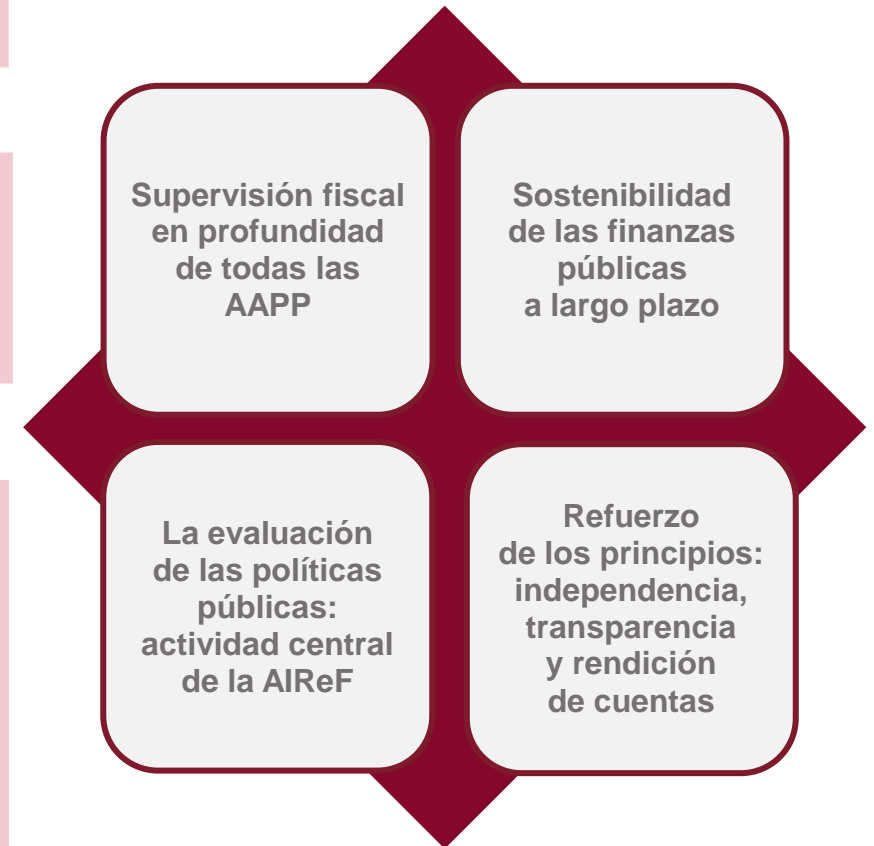 Supervisión fiscal
en profundidad
de todas las
AAPP
Sostenibilidad
de las finanzas
públicas
a largo plazo
La evaluación
de las políticas
públicas:
actividad central
de la AIReF
Refuerzo
de los principios:
independencia,
transparencia
y rendición
de cuentas